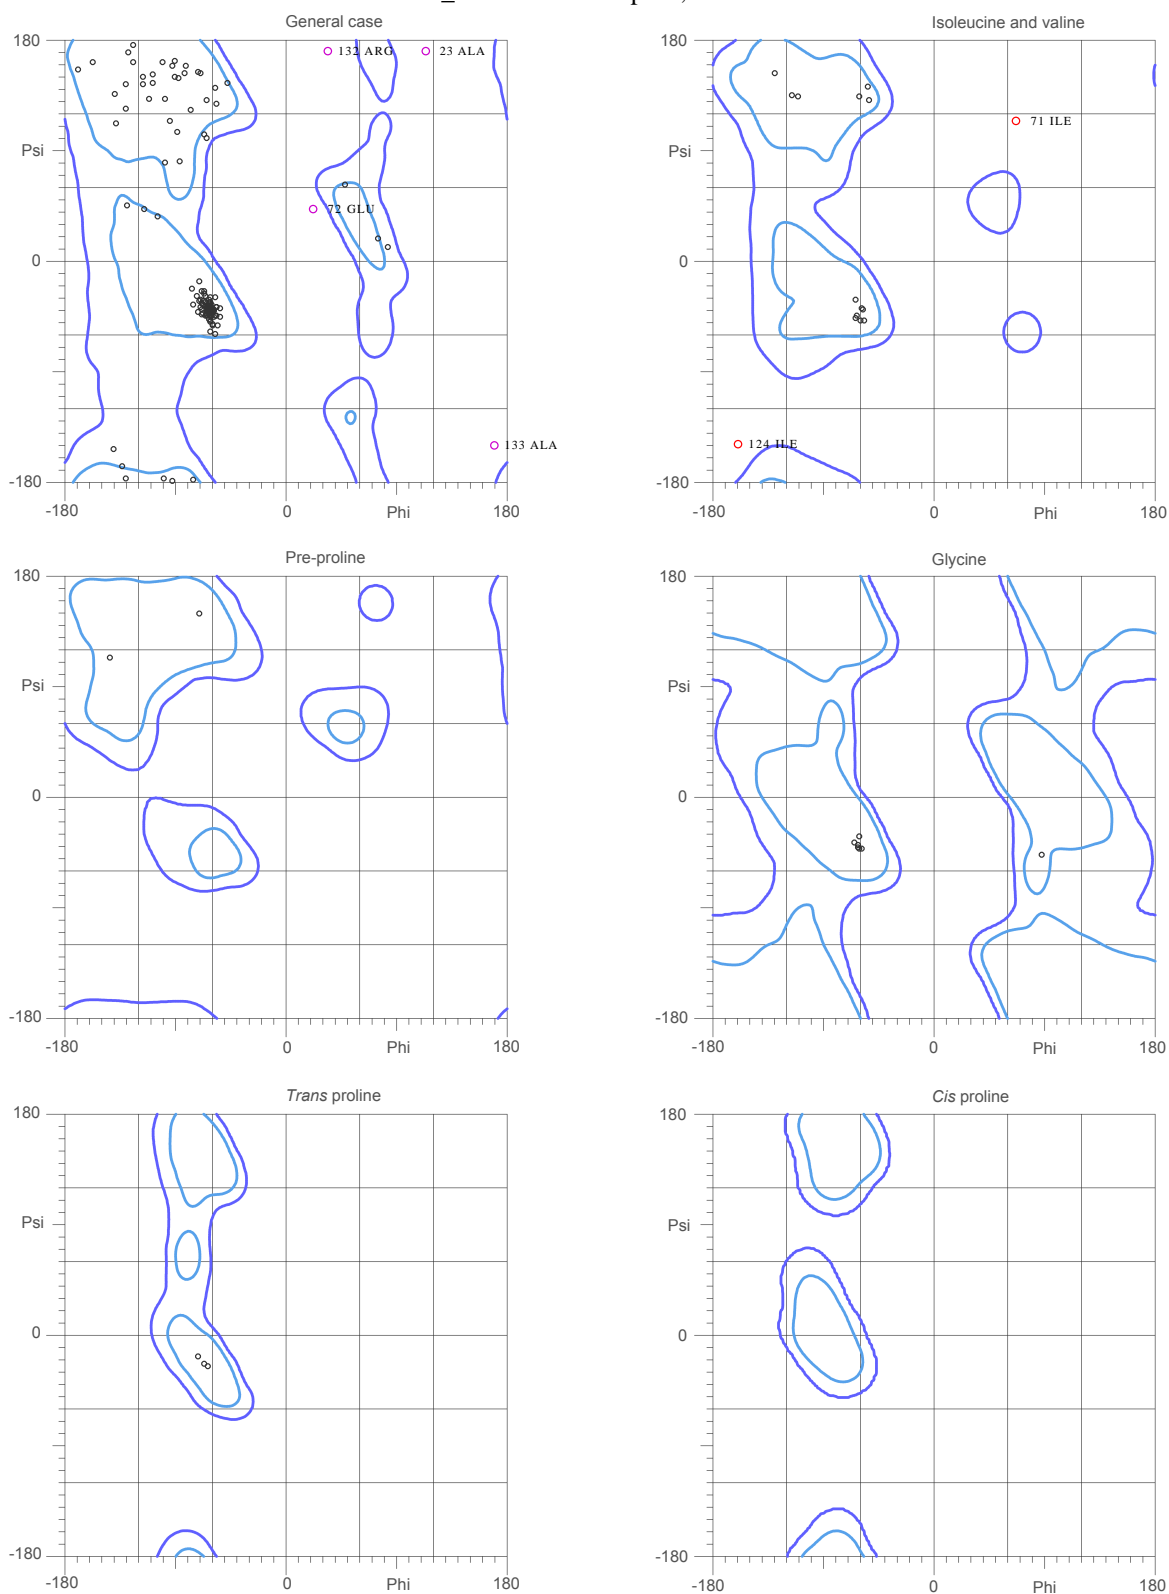 General case
Isoleucine and valine
180
132 ARG
23 ALA
180
71 ILE
Psi
Psi
72 GLU
0
0
133 ALA
124 ILE
-180
-180
-180
0
Phi
180
-180
0
Phi
180
Pre-proline
Glycine
180
180
Psi
Psi
0
0
-180
-180
-180
0
Phi
180
-180
0
Phi
180
Trans proline
Cis proline
180
180
Psi
Psi
0
0
-180
-180
-180
0
Phi
180
-180
0
Phi
180